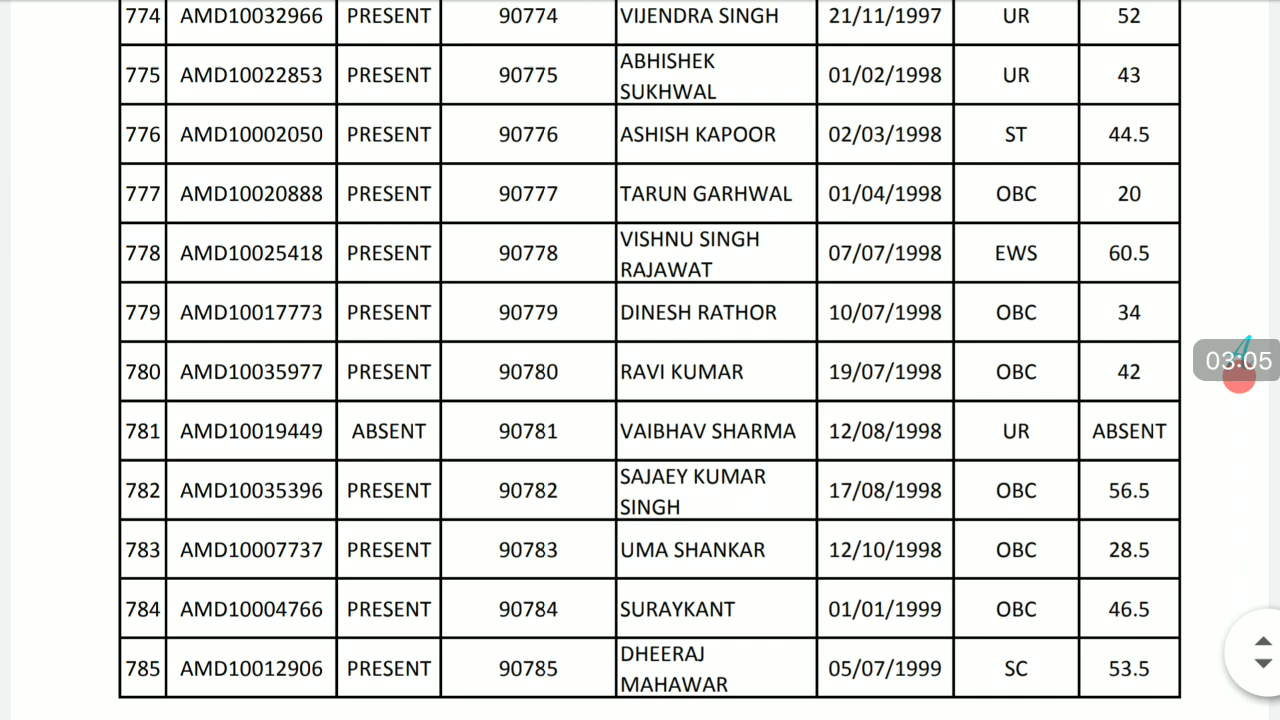 774 AMD10032966 PRESENT 90774 VIJENDRA SINGH 21/11/1997 UR 52
775 AMD10022853 PRESENT 90775 ABHISHEK SUKHWAL 01/02/1998 UR 43
776 AMD10002050 PRESENT 90776 ASHISH KAPOOR 02/03/1998 ST 44.5
777 AMD10020888 PRESENT 90777 TARUN GARHWAL 01/04/1998 OBC 20
778 AMD10025418 PRESENT 90778 VISHNU SINGH RAJAWAT 07/07/1998 EWS 60.5
779 AMD10017773 PRESENT 90779 DINESH RATHOR 10/07/1998 OBC 34
780 AMD10035977 PRESENT 90780 RAVI KUMAR 19/07/1998 OBC 42
781 AMD10019449 ABSENT 90781 VAIBHAV SHARMA 12/08/1998 UR ABSENT
782 AMD10035396 PRESENT 90782 SAJAEY KUMAR SINGH 17/08/1998 OBC 56.5
783 AMD10007737 PRESENT 90783 UMA SHANKAR 12/10/1998 OBC 28.5
784 AMD10004766 PRESENT 90784 SURAYKANT 01/01/1999 OBC 46.5
785 AMD10012906 PRESENT 90785 DHEERAJ MAHAWAR 05/07/1999 SC 53.5
03:05